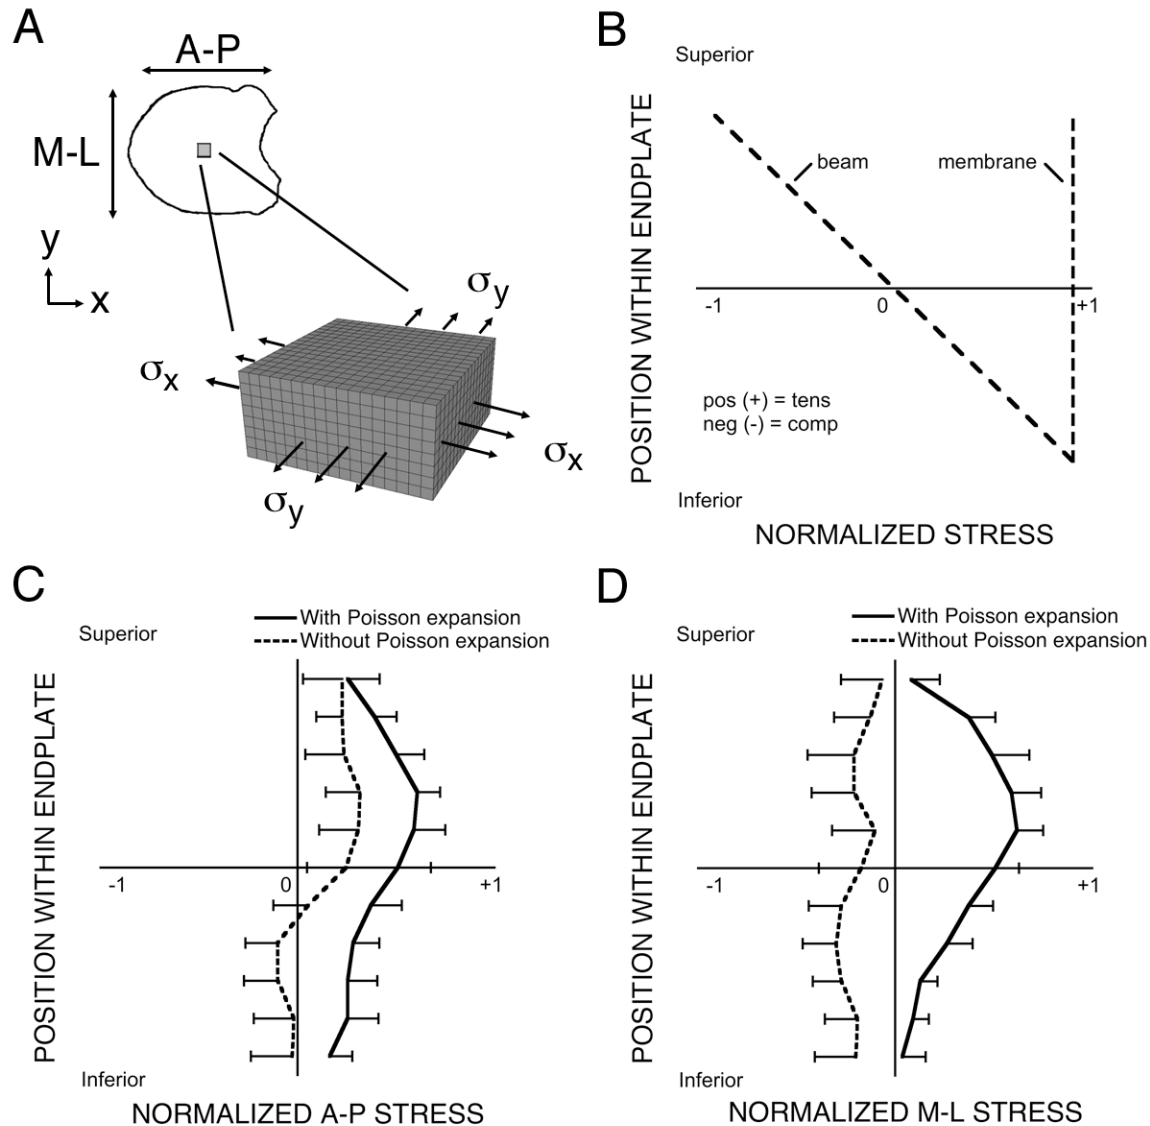 A
A-P
M-L
y
x
σy
σx
σx
σy
B
Superior
POSITION WITHIN ENDPLATE
beam
membrane
-1
0
+1
pos (+) = tens
neg (-) = comp
Inferior
NORMALIZED STRESS
C
With Poisson expansion
Without Poisson expansion
Superior
POSITION WITHIN ENDPLATE
-1
0
+1
Inferior
NORMALIZED A-P STRESS
D
With Poisson expansion
Without Poisson expansion
Superior
POSITION WITHIN ENDPLATE
-1
0
+1
Inferior
NORMALIZED M-L STRESS